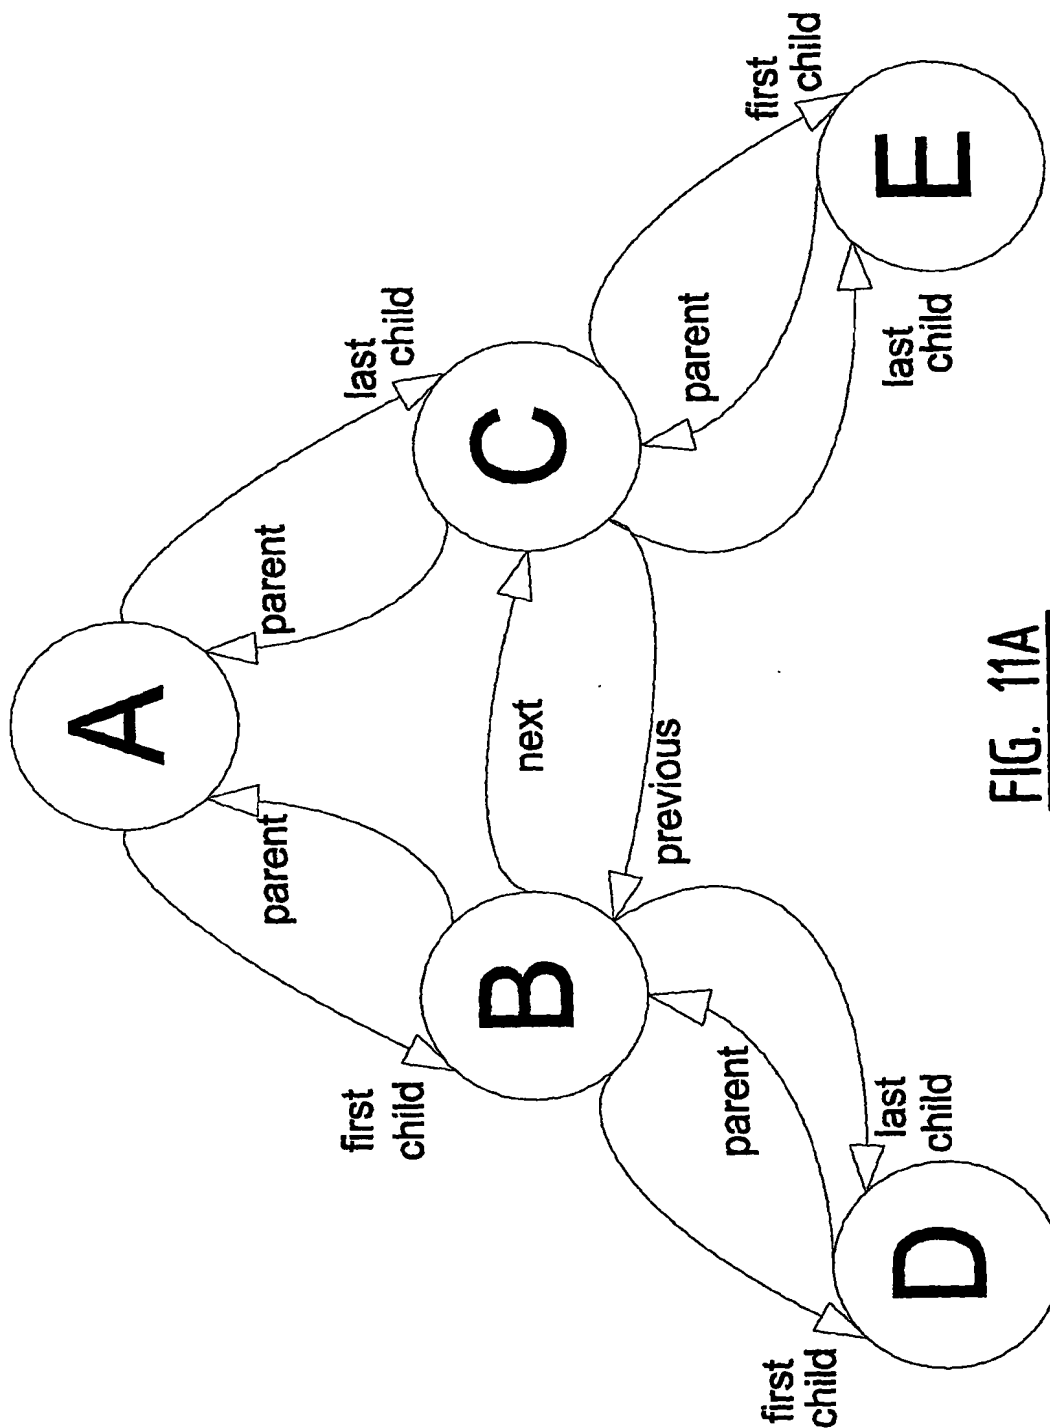 A
parent
parent
first
child
last
child
B
next
C
previous
parent
parent
first
child
last
child
last
child
first
child
D
E
FIG. 11A